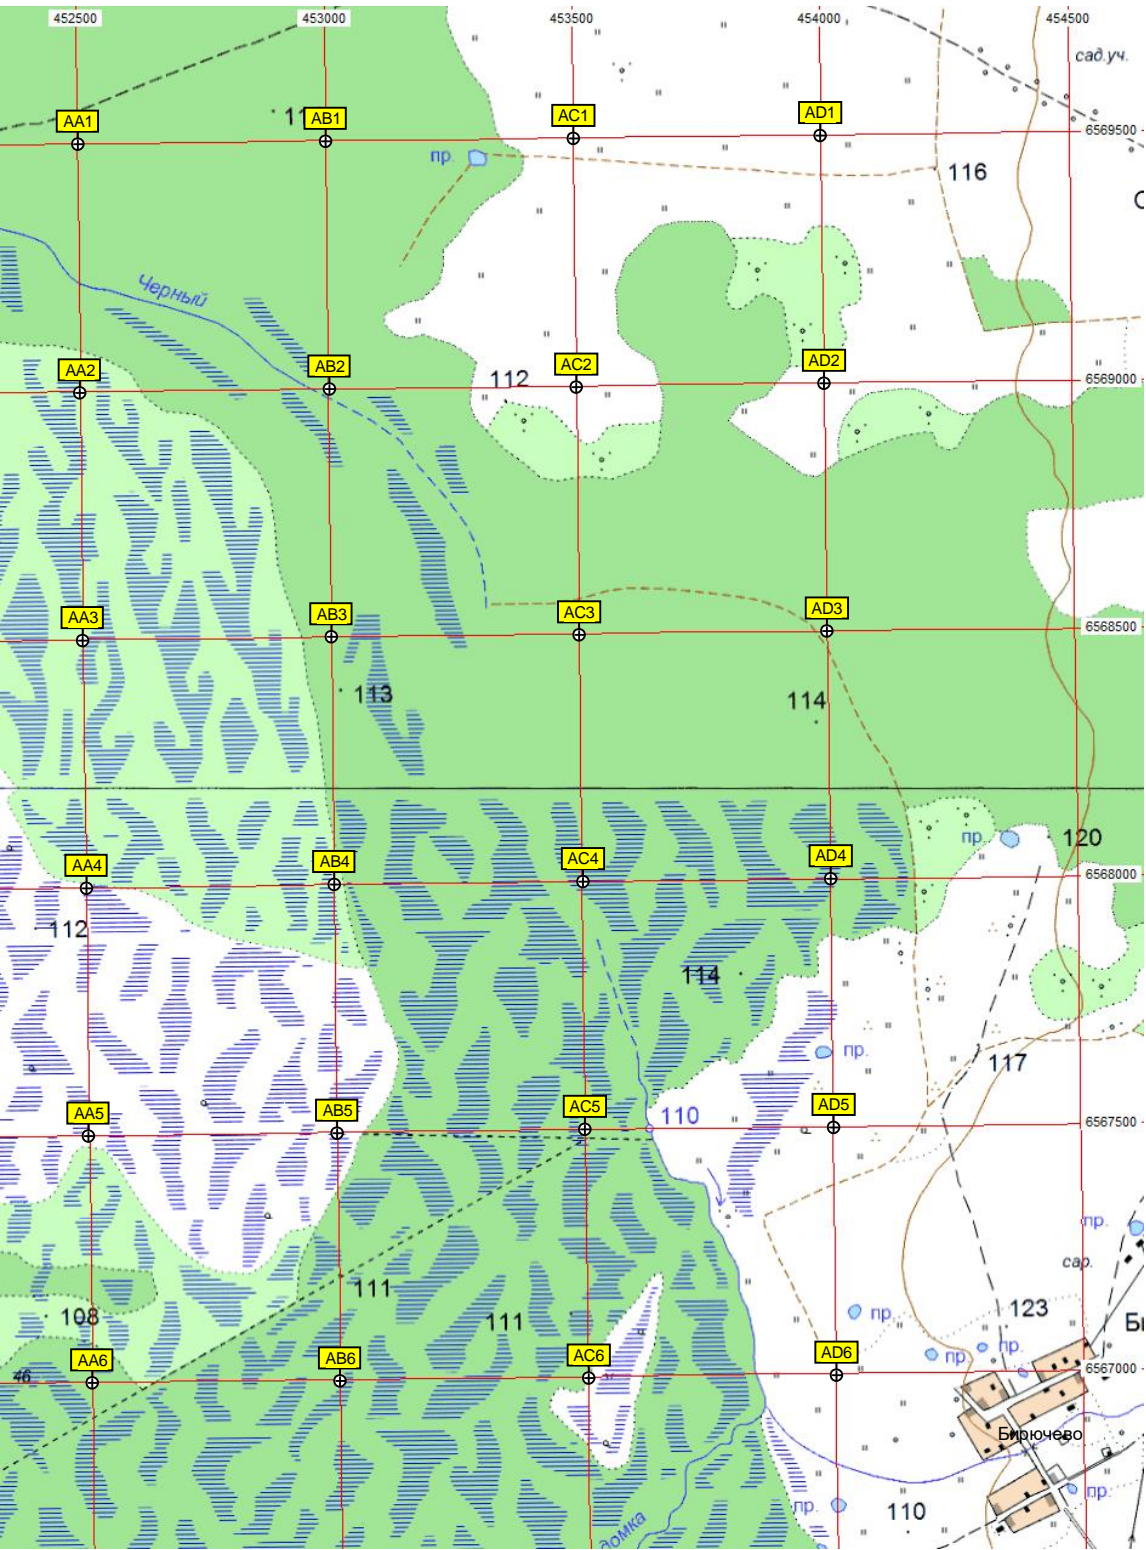 452500 453000 453500 454000 454500
сад.уч.
AA1 AB1 AC1 AD1
6569500
пр.
116
Черный
AA2 AB2 AC2 AD2
112
6569000
AA3 AB3 AC3 AD3
6568500
113
114
пр.
120
AA4 AB4 AC4 AD4
6568000
112
114
пр.
117
AA5 AB5 AC5 AD5
110
6567500
пр.
сар.
111
108
111
пр.
123
пр.
пр.
AA6 AB6 AC6 AD6
46
6567000
Бирючево
пр.
пр.
110